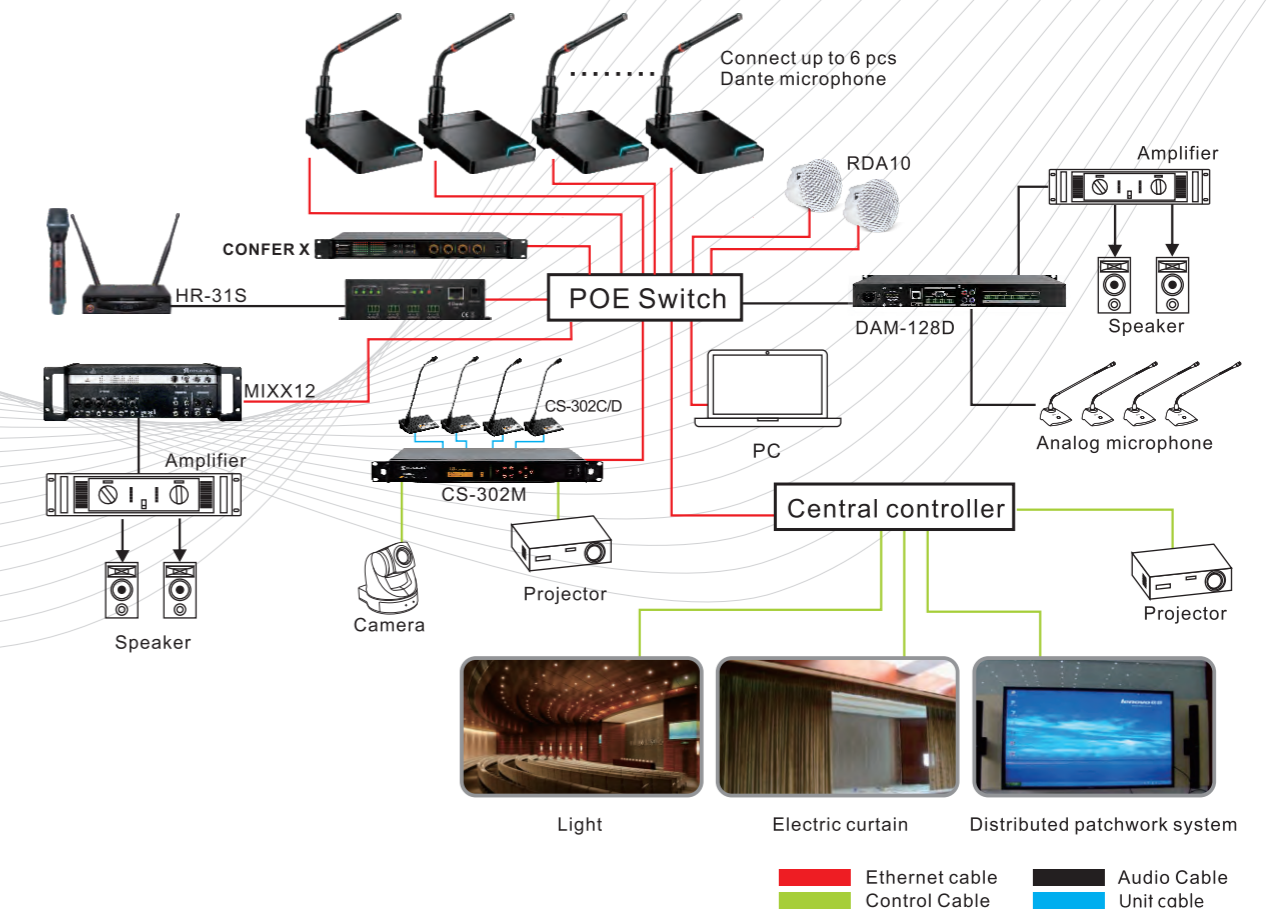 Connect up to 6 pcs
Dante microphone
RDA10
Amplifier
CONFER X
HR-31S
POE Switch
DAM-128D
Speaker
MIXX12
CS-302C/D
PC
Analog microphone
Amplifier
CS-302M
Central controller
Projector
Camera
Projector
Speaker
Light
Electric curtain
Distributed patchwork system
Ethernet cable
Audio Cable
Control Cable
Unit cable